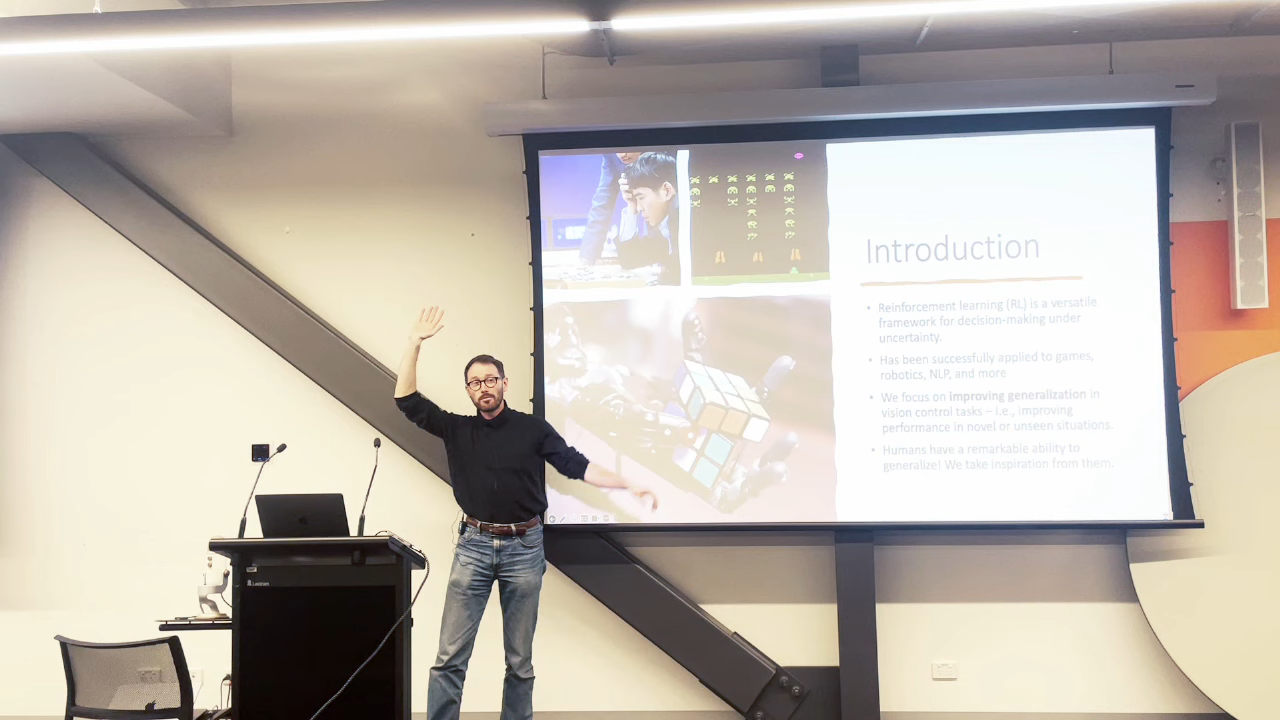 Introduction
• Reinforcement learning (RL) is a versatile
framework for decision-making under
uncertainty.
• Has been successfully applied to games,
robotics, NLP, and more
• We focus on improving generalization in
vision control tasks – i.e., improving
performance in novel or unseen situations.
• Humans have a remarkable ability to
generalize! We take inspiration from them.
Lectrum